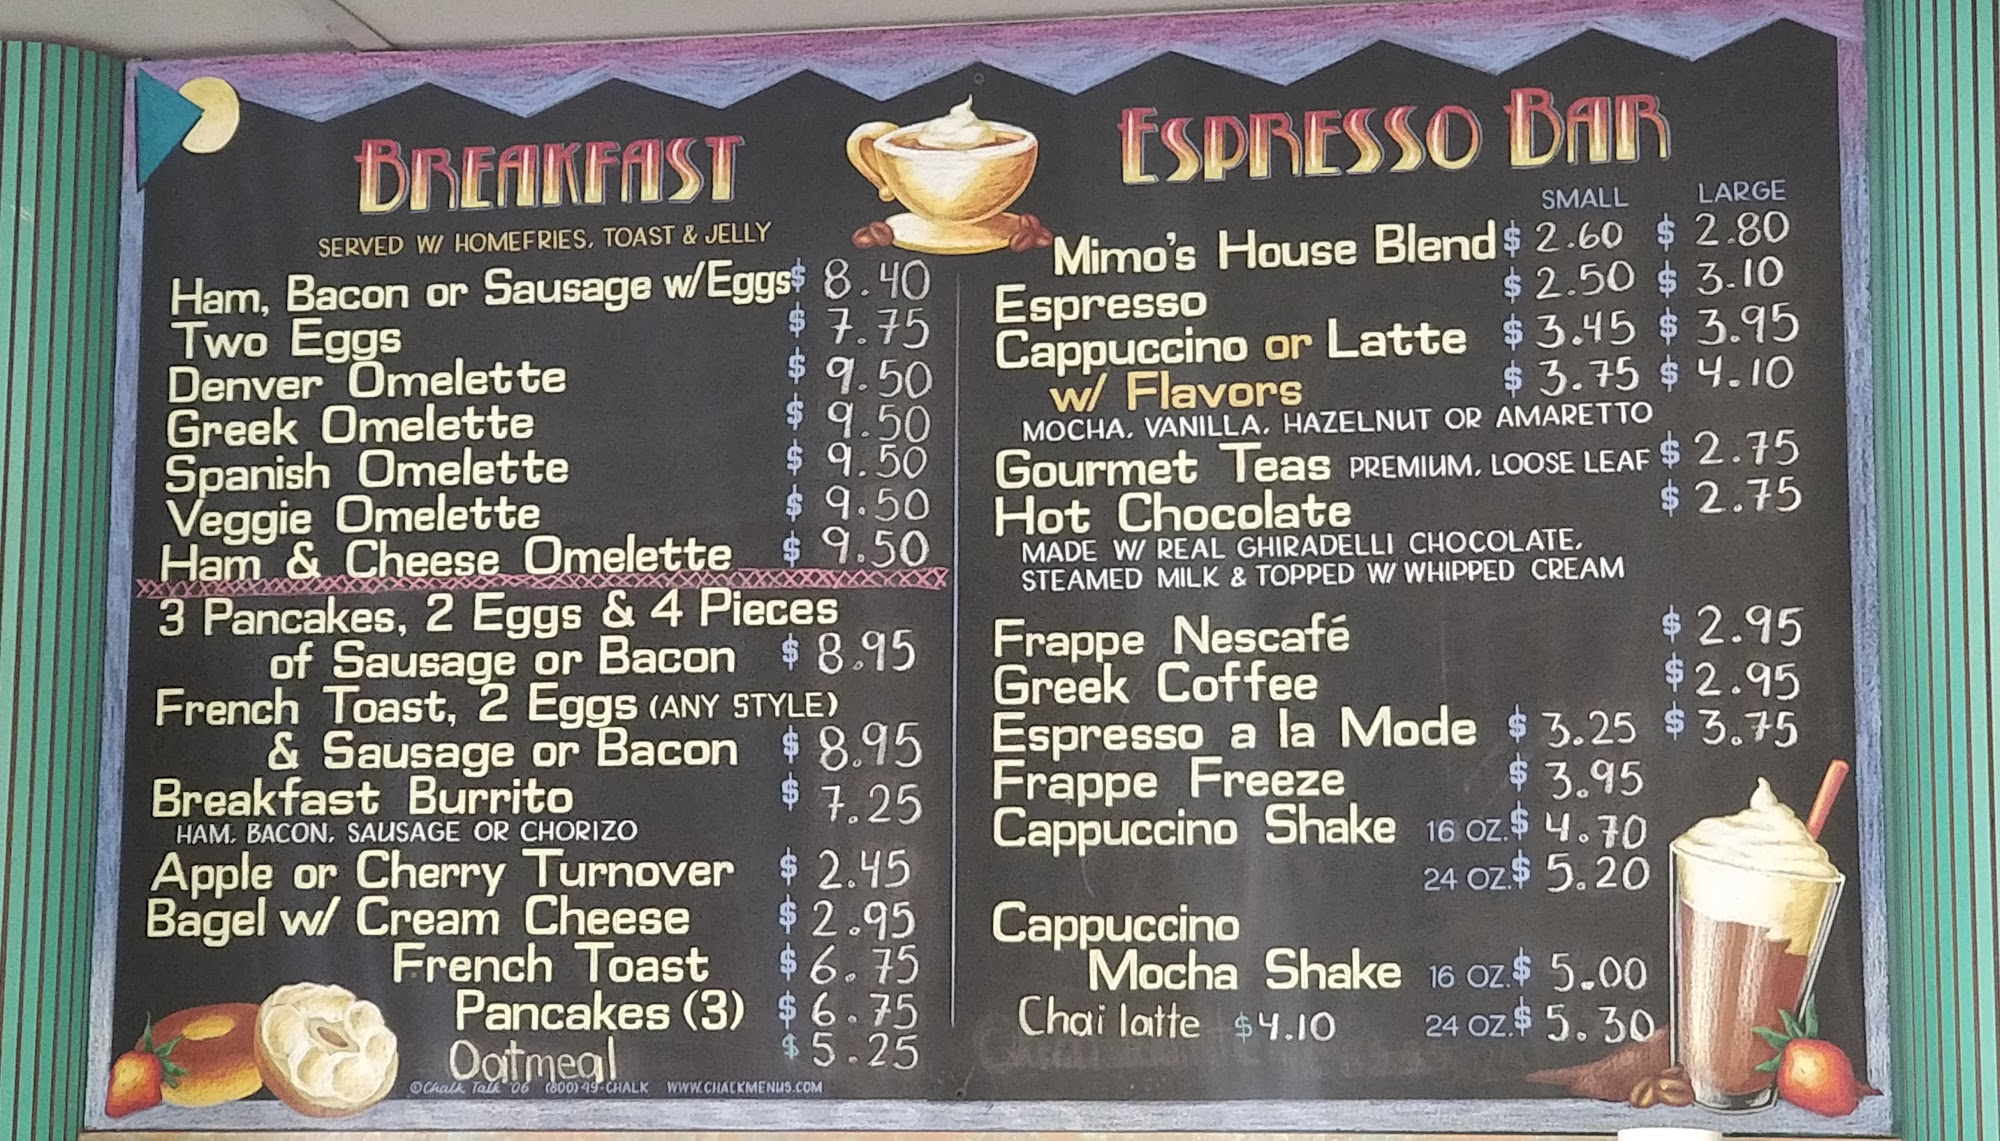 BREAKFAST
SERVED W/ HOMEFRIES, TOAST & JELLY
Ham, Bacon or Sausage w/Eggs $ 8.40
Two Eggs $ 7.75
Denver Omelette $ 9.50
Greek Omelette $ 9.50
Spanish Omelette $ 9.50
Veggie Omelette $ 9.50
Ham & Cheese Omelette $ 9.50
3 Pancakes, 2 Eggs & 4 Pieces
of Sausage or Bacon $ 8.95
French Toast, 2 Eggs (ANY STYLE)
& Sausage or Bacon $ 8.95
Breakfast Burrito $ 7.25
HAM, BACON, SAUSAGE OR CHORIZO
Apple or Cherry Turnover $ 2.45
Bagel w/ Cream Cheese $ 2.95
French Toast $ 6.75
Pancakes (3) $ 6.75
Oatmeal $ 5.25
©Chalk Talk '06 (800) 49-CHALK WWW.CHALKMENUS.COM
ESPRESSO BAR
SMALL LARGE
Mimo's House Blend $ 2.60 $ 2.80
Espresso $ 2.50 $ 3.10
Cappuccino or Latte $ 3.45 $ 3.95
w/ Flavors $ 3.75 $ 4.10
MOCHA, VANILLA, HAZELNUT OR AMARETTO
Gourmet Teas PREMIUM, LOOSE LEAF $ 2.75
Hot Chocolate $ 2.75
MADE W/ REAL GHIRADELLI CHOCOLATE,
STEAMED MILK & TOPPED W/ WHIPPED CREAM
Frappe Nescafé $ 2.95
Greek Coffee $ 2.95
Espresso a la Mode $ 3.25 $ 3.75
Frappe Freeze $ 3.95
Cappuccino Shake 16 OZ. $ 4.70
24 OZ. $ 5.20
Cappuccino
Mocha Shake 16 OZ. $ 5.00
Chai latte $4.10 24 OZ. $ 5.30